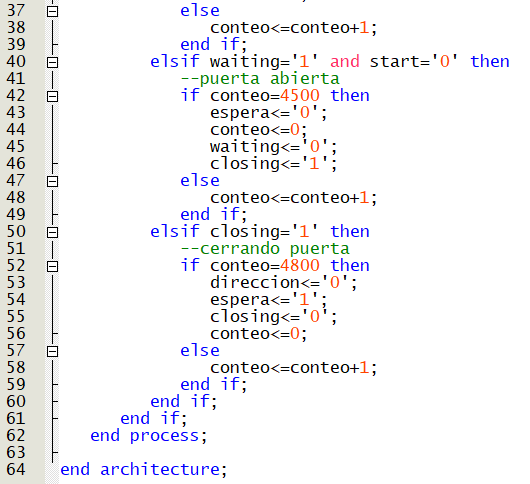 37 else
38 conteo<=conteo+1;
39 end if;
40 elsif waiting='1' and start='0' then
41 --puerta abierta
42 if conteo=4500 then
43 espera<='0';
44 conteo<=0;
45 waiting<='0';
46 closing<='1';
47 else
48 conteo<=conteo+1;
49 end if;
50 elsif closing='1' then
51 --cerrando puerta
52 if conteo=4800 then
53 direccion<='0';
54 espera<='1';
55 closing<='0';
56 conteo<=0;
57 else
58 conteo<=conteo+1;
59 end if;
60 end if;
61 end if;
62 end process;
63
64 end architecture;